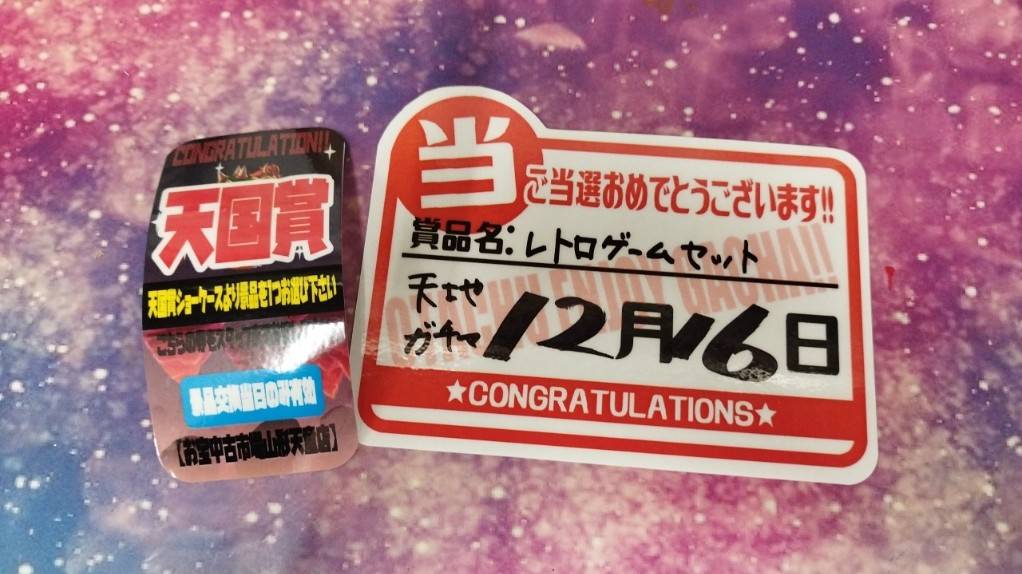 CONGRATULATION!!
天国賞
天国賞ショーケースより景品を1つお選び下さい
景品交換当日のみ有効
【お宝中古市場山形天童店】
当
ご当選おめでとうございます!!
賞品名:レトロゲームセット
天地
ガチャ
12月16日
★CONGRATULATIONS★